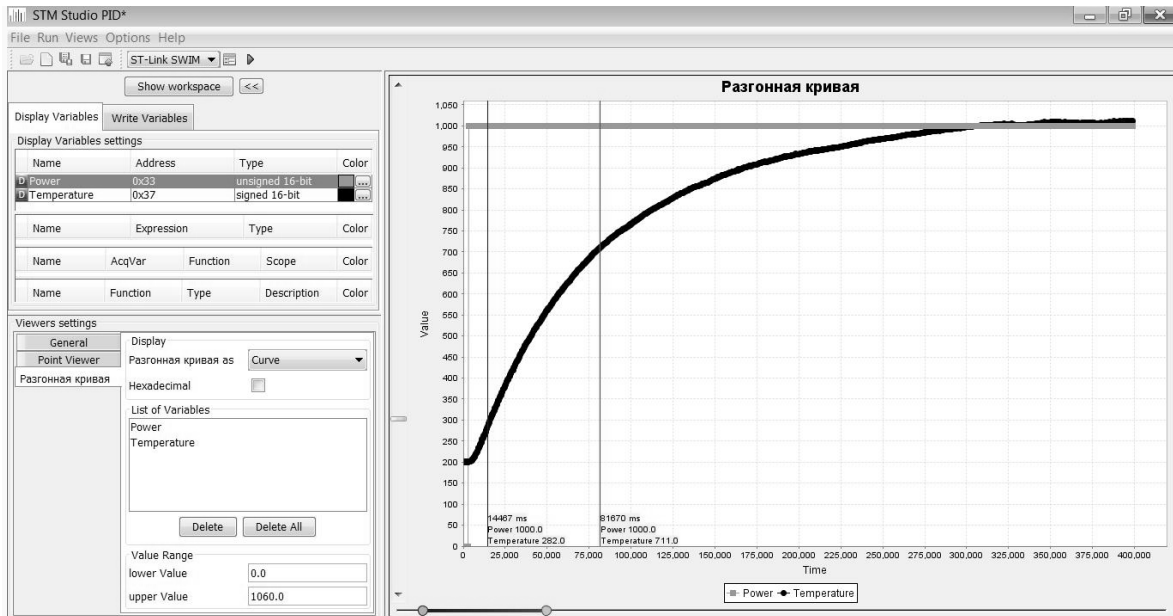 STM Studio PID*
File Run Views Options Help
ST-Link SWIM
Show workspace <<
Display Variables Write Variables
Display Variables settings
Name Address Type Color
D Power 0x33 unsigned 16-bit ...
D Temperature 0x37 signed 16-bit ...
Name Expression Type Color
Name AcqVar Function Scope Color
Name Function Type Description Color
Viewers settings
General
Point Viewer
Разгонная кривая
Display
Разгонная кривая as Curve
Hexadecimal
List of Variables
Power
Temperature
Delete Delete All
Value Range
lower Value 0.0
upper Value 1060.0
Разгонная кривая
Value
1,050
1,000
950
900
850
800
750
700
650
600
550
500
450
400
350
300
250
200
150
100
50
0
14467 ms
Power 1000.0
Temperature 282.0
81670 ms
Power 1000.0
Temperature 711.0
0 25,000 50,000 75,000 100,000 125,000 150,000 175,000 200,000 225,000 250,000 275,000 300,000 325,000 350,000 375,000 400,000
Time
Power Temperature